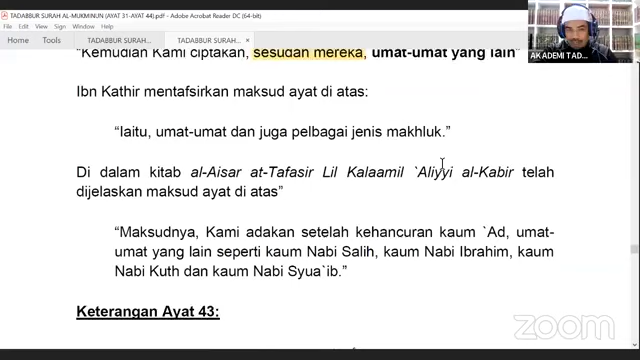 TADABBUR SURAH AL-MUKMINUN (AYAT 31-AYAT 44).pdf - Adobe Acrobat Reader DC (64-bit)
File Edit View Sign Window Help
Home Tools TADABBUR SURAH... TADABBUR SURAH... ×
"Kemudian Kami ciptakan, sesudah mereka, umat-umat yang lain"
AKADEMI TAD...
Ibn Kathir mentafsirkan maksud ayat di atas:
"Iaitu, umat-umat dan juga pelbagai jenis makhluk."
Di dalam kitab al-Aisar at-Tafasir Lil Kalaamil `Aliyyi al-Kabir telah
dijelaskan maksud ayat di atas"
"Maksudnya, Kami adakan setelah kehancuran kaum `Ad, umat-
umat yang lain seperti kaum Nabi Salih, kaum Nabi Ibrahim, kaum
Nabi Kuth dan kaum Nabi Syua`ib."
Keterangan Ayat 43:
zoom